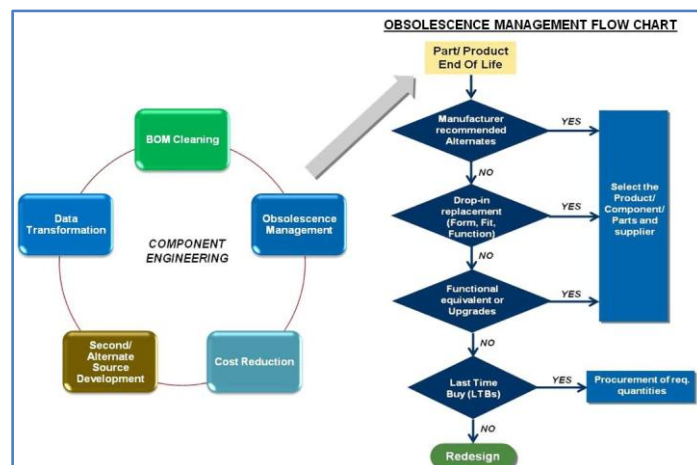 OBSOLESCENCE MANAGEMENT FLOW CHART
BOM Cleaning
Data
Transformation
Obsolescence
Management
COMPONENT
ENGINEERING
Second/
Alternate
Source
Development
Cost Reduction
Part/ Product
End Of Life
Manufacturer
recommended
Alternates
YES
NO
Drop-in
replacement
(Form, Fit,
Function)
YES
NO
Functional
equivalent or
Upgrades
YES
NO
Select the
Product/
Component/
Parts and
supplier
Last Time
Buy (LTBs)
YES
Procurement of req.
quantities
NO
Redesign